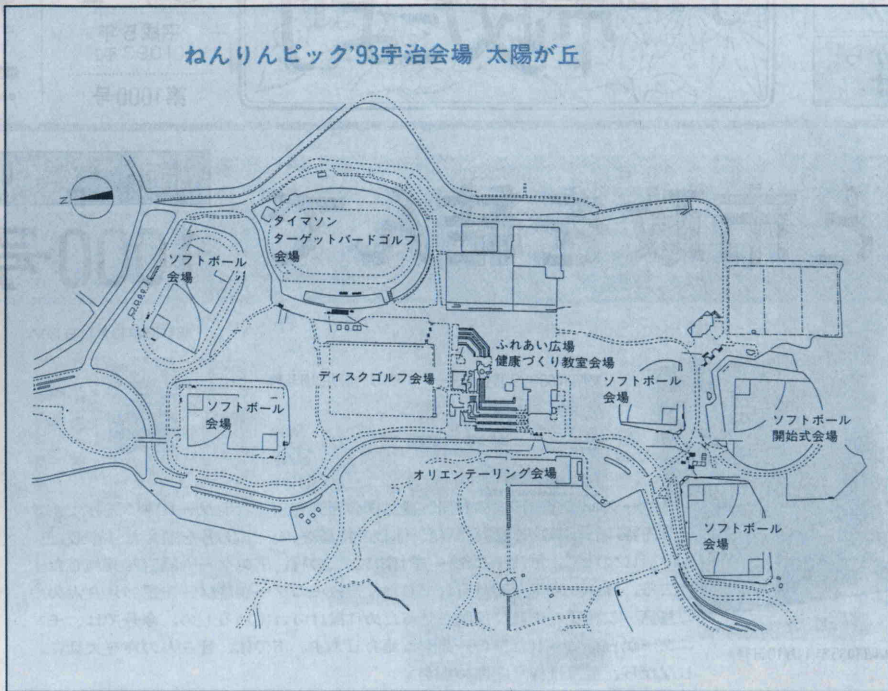 ねんりんピック'93宇治会場 太陽が丘
N
タイマソン
ターゲットバードゴルフ
会場
ソフトボール
会場
ふれあい広場
健康づくり教室会場
ディスクゴルフ会場
ソフトボール
会場
ソフトボール
会場
ソフトボール
開始式会場
オリエンテーリング会場
ソフトボール
会場